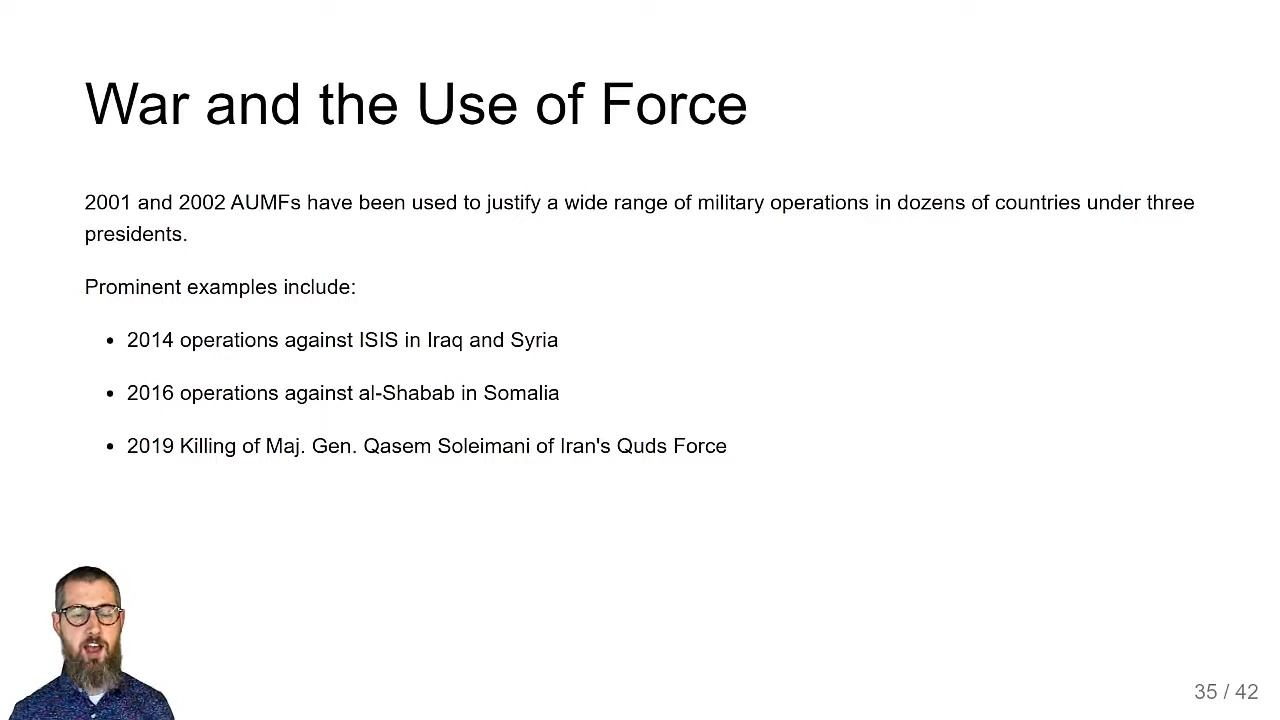 War and the Use of Force
2001 and 2002 AUMFs have been used to justify a wide range of military operations in dozens of countries under three
presidents.
Prominent examples include:
• 2014 operations against ISIS in Iraq and Syria
• 2016 operations against al-Shabab in Somalia
• 2019 Killing of Maj. Gen. Qasem Soleimani of Iran's Quds Force
35 / 42